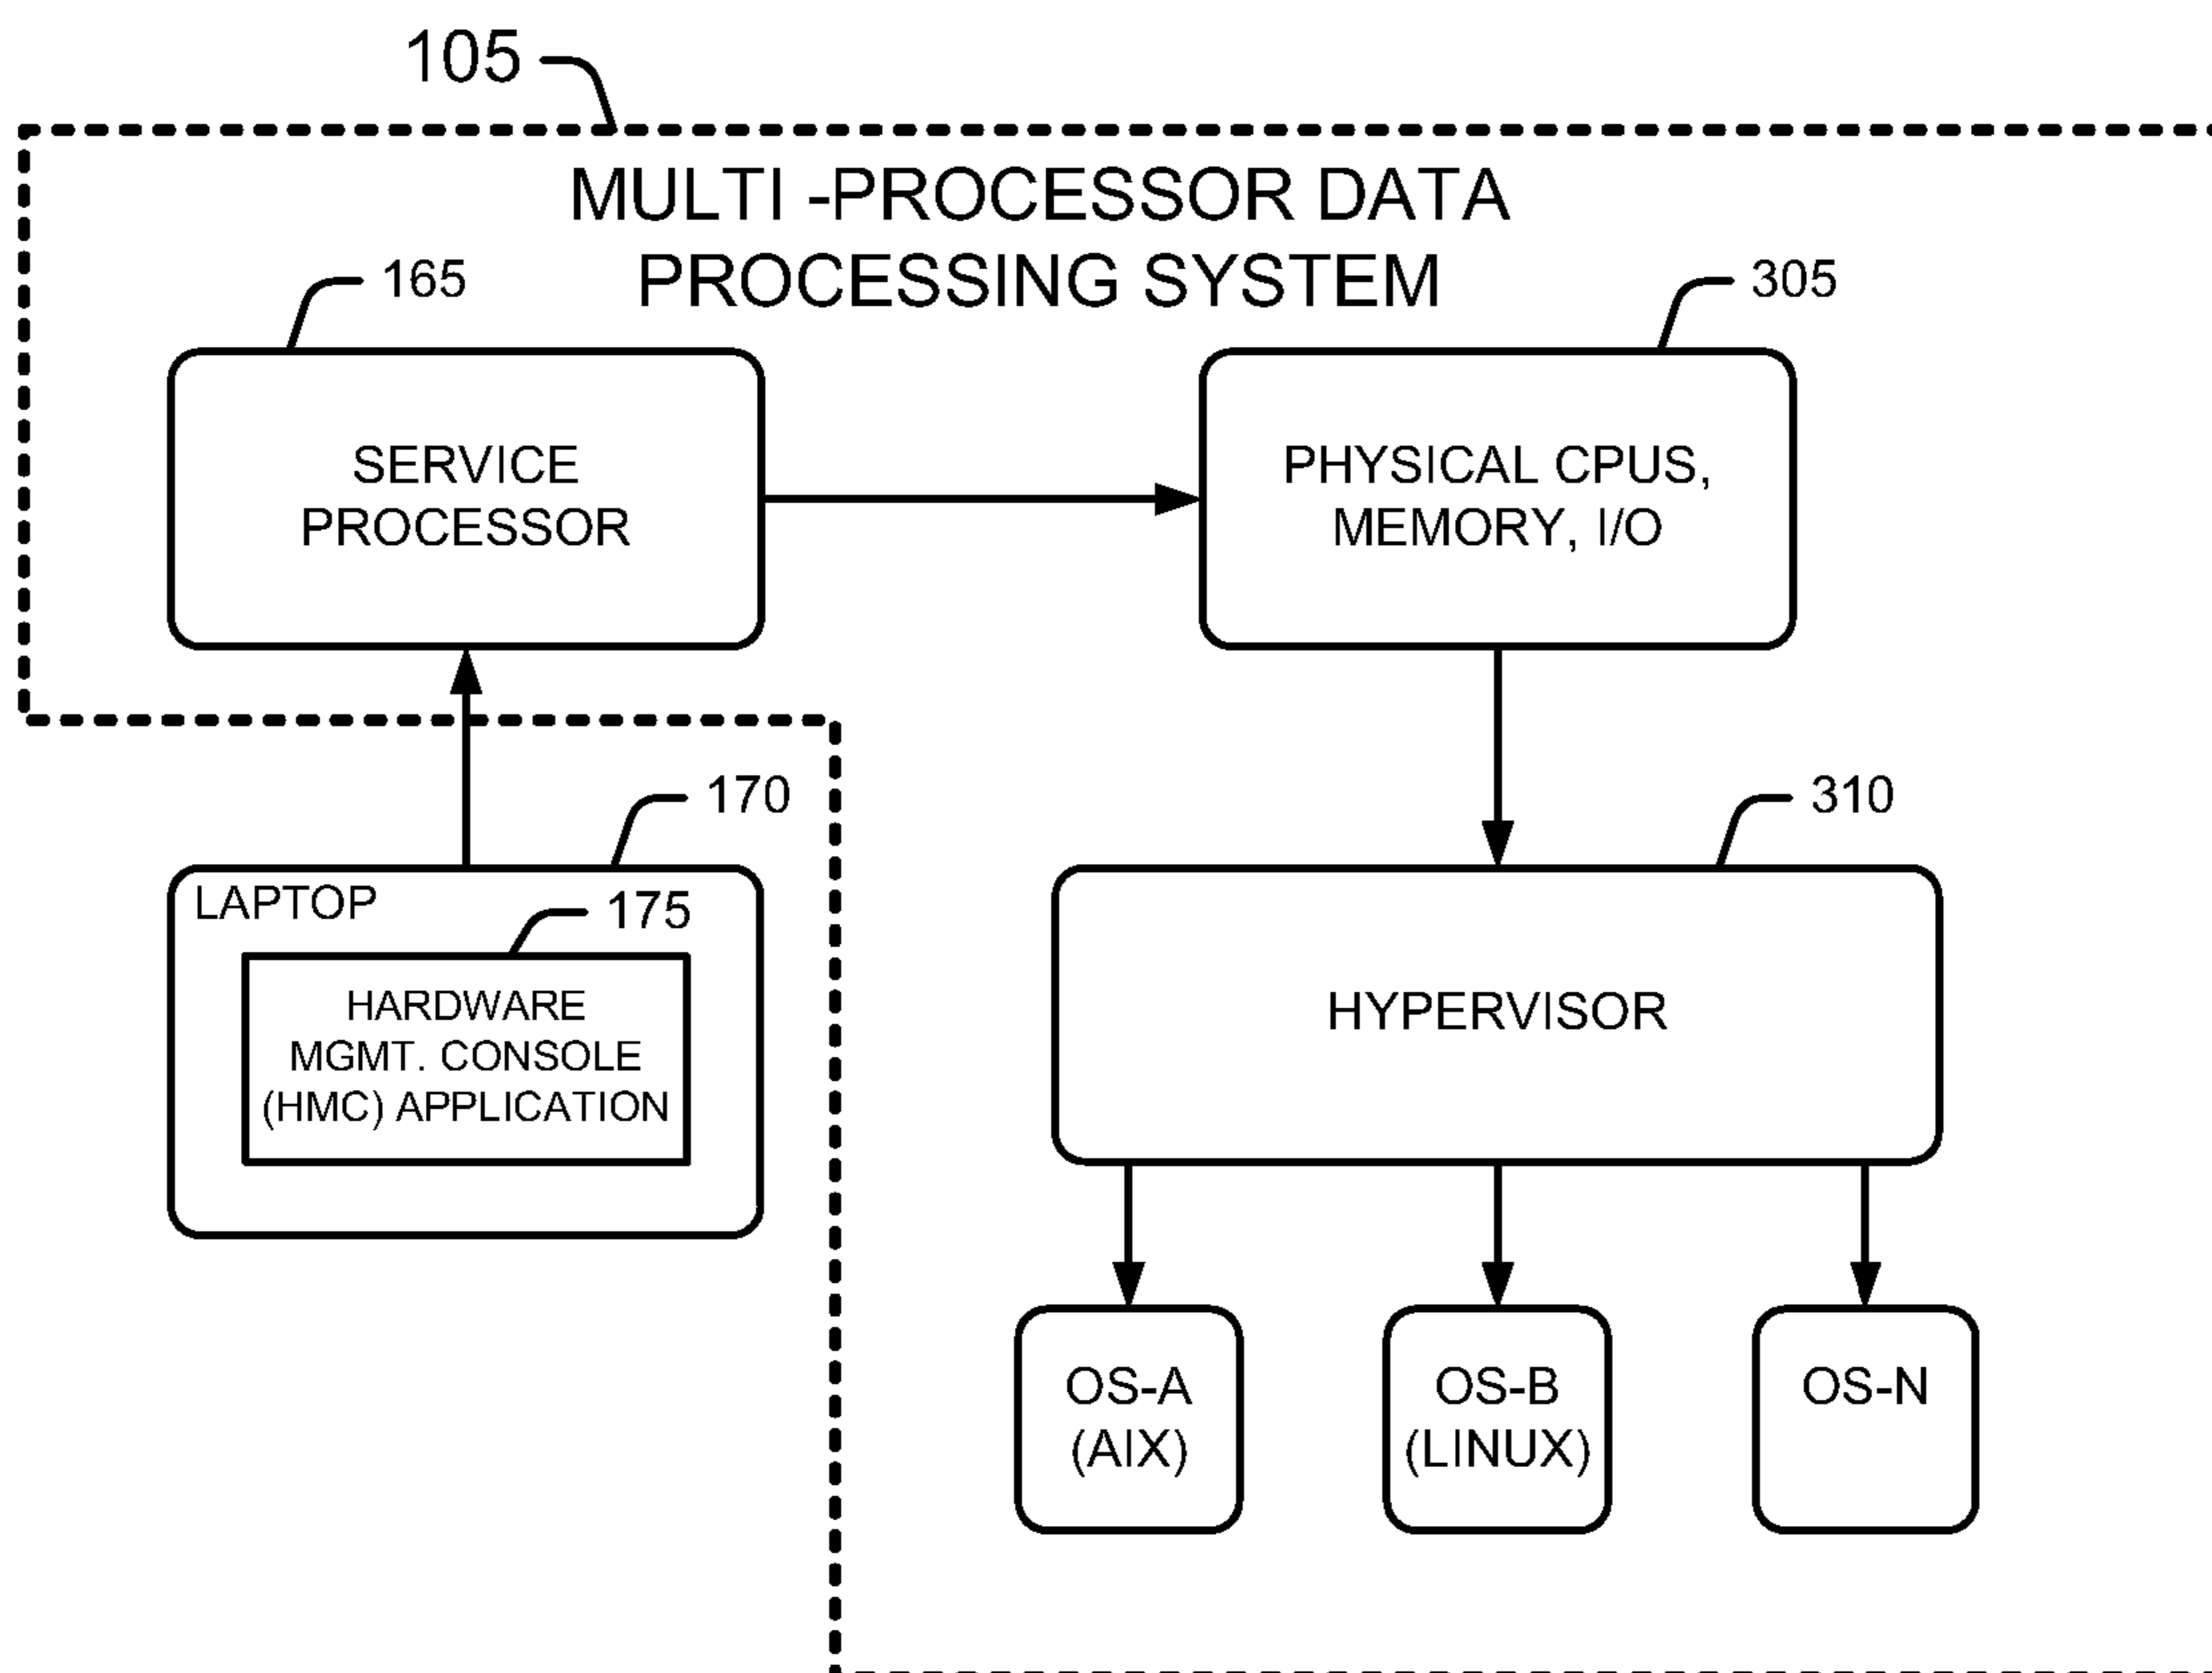 105
MULTI -PROCESSOR DATA
PROCESSING SYSTEM
165
305
SERVICE
PROCESSOR
PHYSICAL CPUS,
MEMORY, I/O
170
310
LAPTOP
175
HARDWARE
MGMT. CONSOLE
(HMC) APPLICATION
HYPERVISOR
OS-A
(AIX)
OS-B
(LINUX)
OS-N